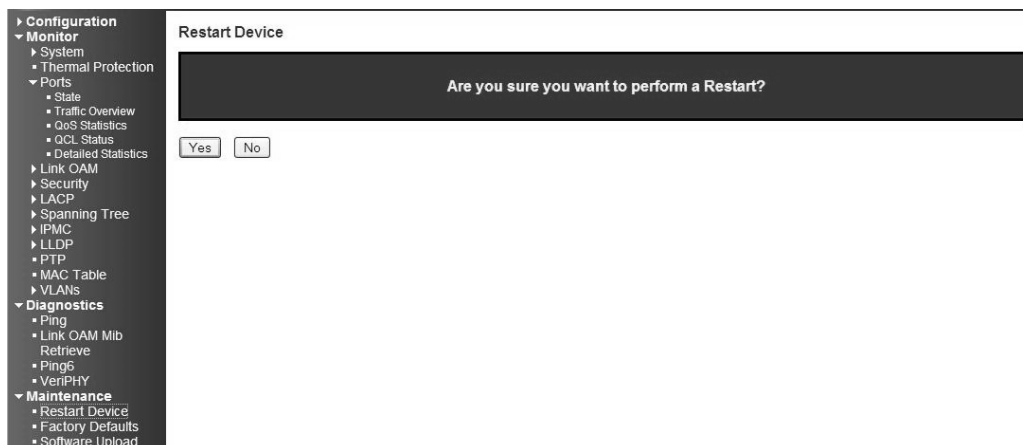 Configuration
Monitor
System
Thermal Protection
Ports
State
Traffic Overview
QoS Statistics
QCL Status
Detailed Statistics
Link OAM
Security
LACP
Spanning Tree
IPMC
LLDP
PTP
MAC Table
VLANs
Diagnostics
Ping
Link OAM Mib
Retrieve
Ping6
VeriPHY
Maintenance
Restart Device
Factory Defaults
Software Upload
Restart Device
Are you sure you want to perform a Restart?
Yes No